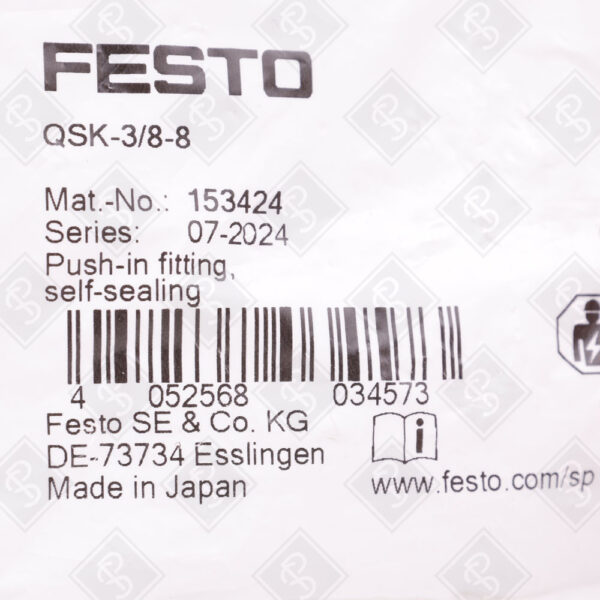 FESTO
QSK-3/8-8
Mat.-No.: 153424
Series: 07-2024
Push-in fitting,
self-sealing
4 052568 034573
Festo SE & Co. KG
DE-73734 Esslingen
Made in Japan
i
www.festo.com/sp